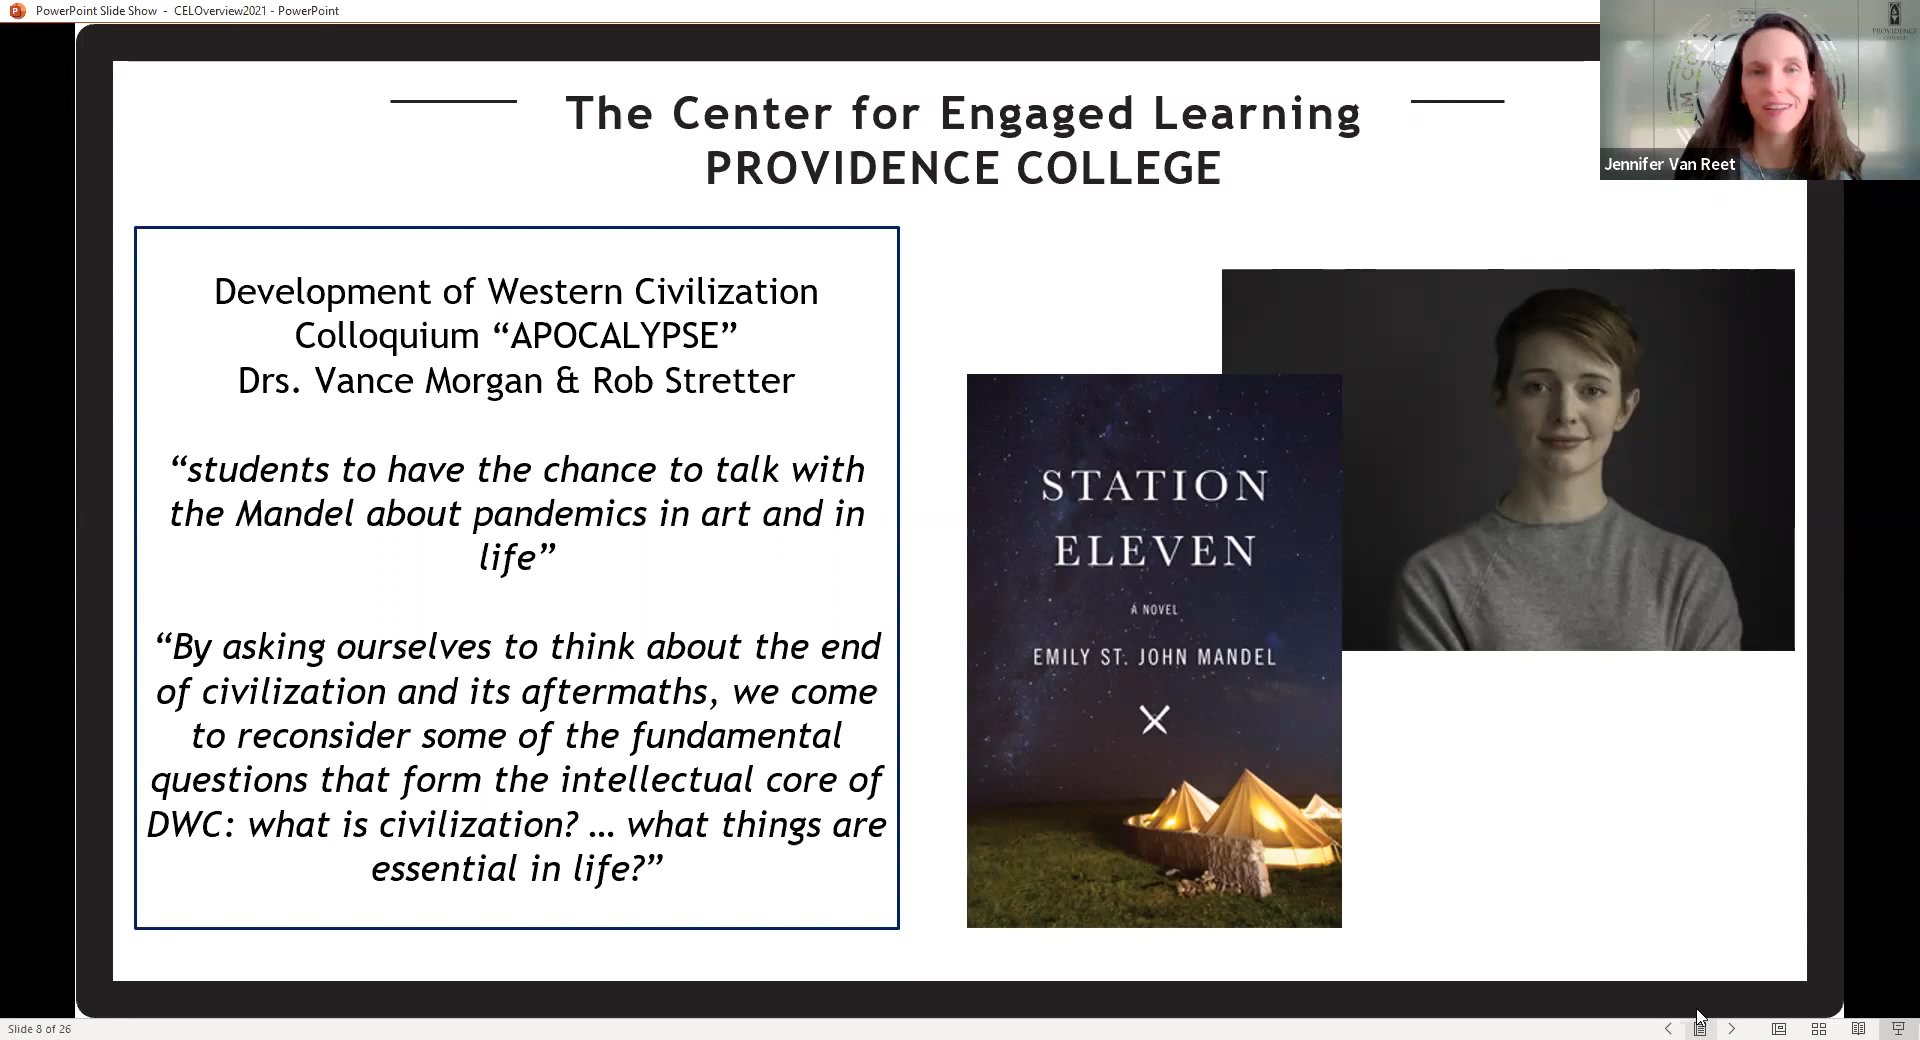 PowerPoint Slide Show - CELOverview2021 - PowerPoint
PROVIDENCE
COLLEGE
Jennifer Van Reet
The Center for Engaged Learning
PROVIDENCE COLLEGE
Development of Western Civilization
Colloquium “APOCALYPSE”
Drs. Vance Morgan & Rob Stretter
“students to have the chance to talk with
the Mandel about pandemics in art and in
life”
“By asking ourselves to think about the end
of civilization and its aftermaths, we come
to reconsider some of the fundamental
questions that form the intellectual core of
DWC: what is civilization? … what things are
essential in life?”
STATION
ELEVEN
A NOVEL
EMILY ST. JOHN MANDEL
Slide 8 of 26